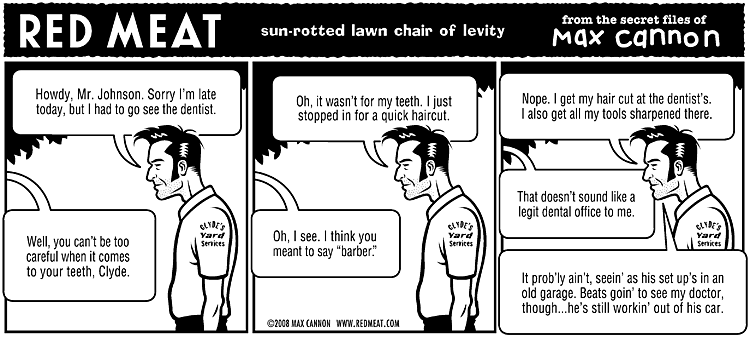 RED MEAT
sun-rotted lawn chair of levity
from the secret files of
Max Cannon
Howdy, Mr. Johnson. Sorry I'm late
today, but I had to go see the dentist.
Well, you can't be too
careful when it comes
to your teeth, Clyde.
CLYDE'S
Yard
Services
Oh, it wasn't for my teeth. I just
stopped in for a quick haircut.
Oh, I see. I think you
meant to say "barber."
CLYDE'S
Yard
Services
©2008 MAX CANNON WWW.REDMEAT.COM
Nope. I get my hair cut at the dentist's.
I also get all my tools sharpened there.
That doesn't sound like a
legit dental office to me.
CLYDE'S
Yard
Services
It prob'ly ain't, seein' as his set up's in an
old garage. Beats goin' to see my doctor,
though...he's still workin' out of his car.